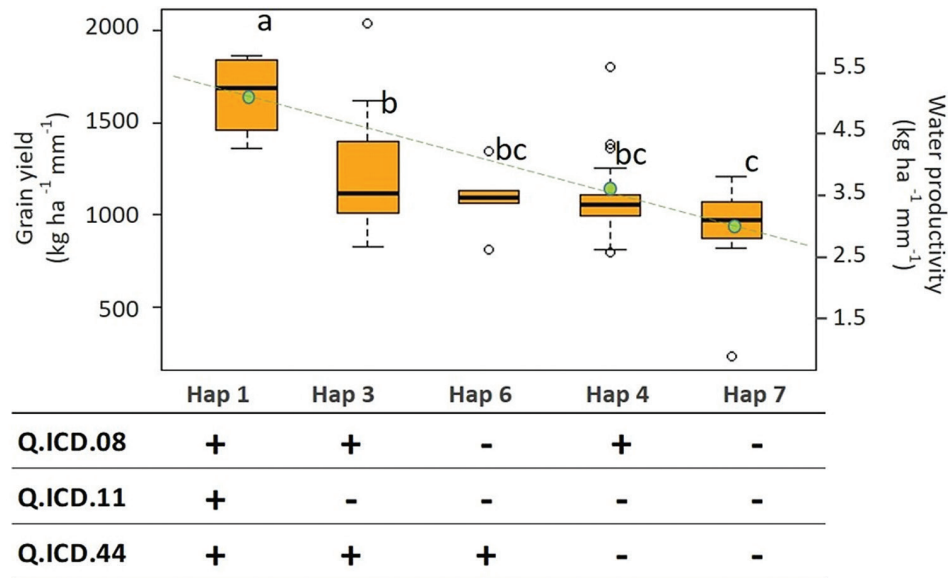 2000
1500
1000
500
Grain yield
(kg ha⁻¹ mm⁻¹)
a
b
bc
bc
c
5.5
4.5
3.5
2.5
1.5
Water productivity
(kg ha⁻¹ mm⁻¹)
Hap 1 Hap 3 Hap 6 Hap 4 Hap 7
Q.ICD.08 + + - + -
Q.ICD.11 + - - - -
Q.ICD.44 + + + - -